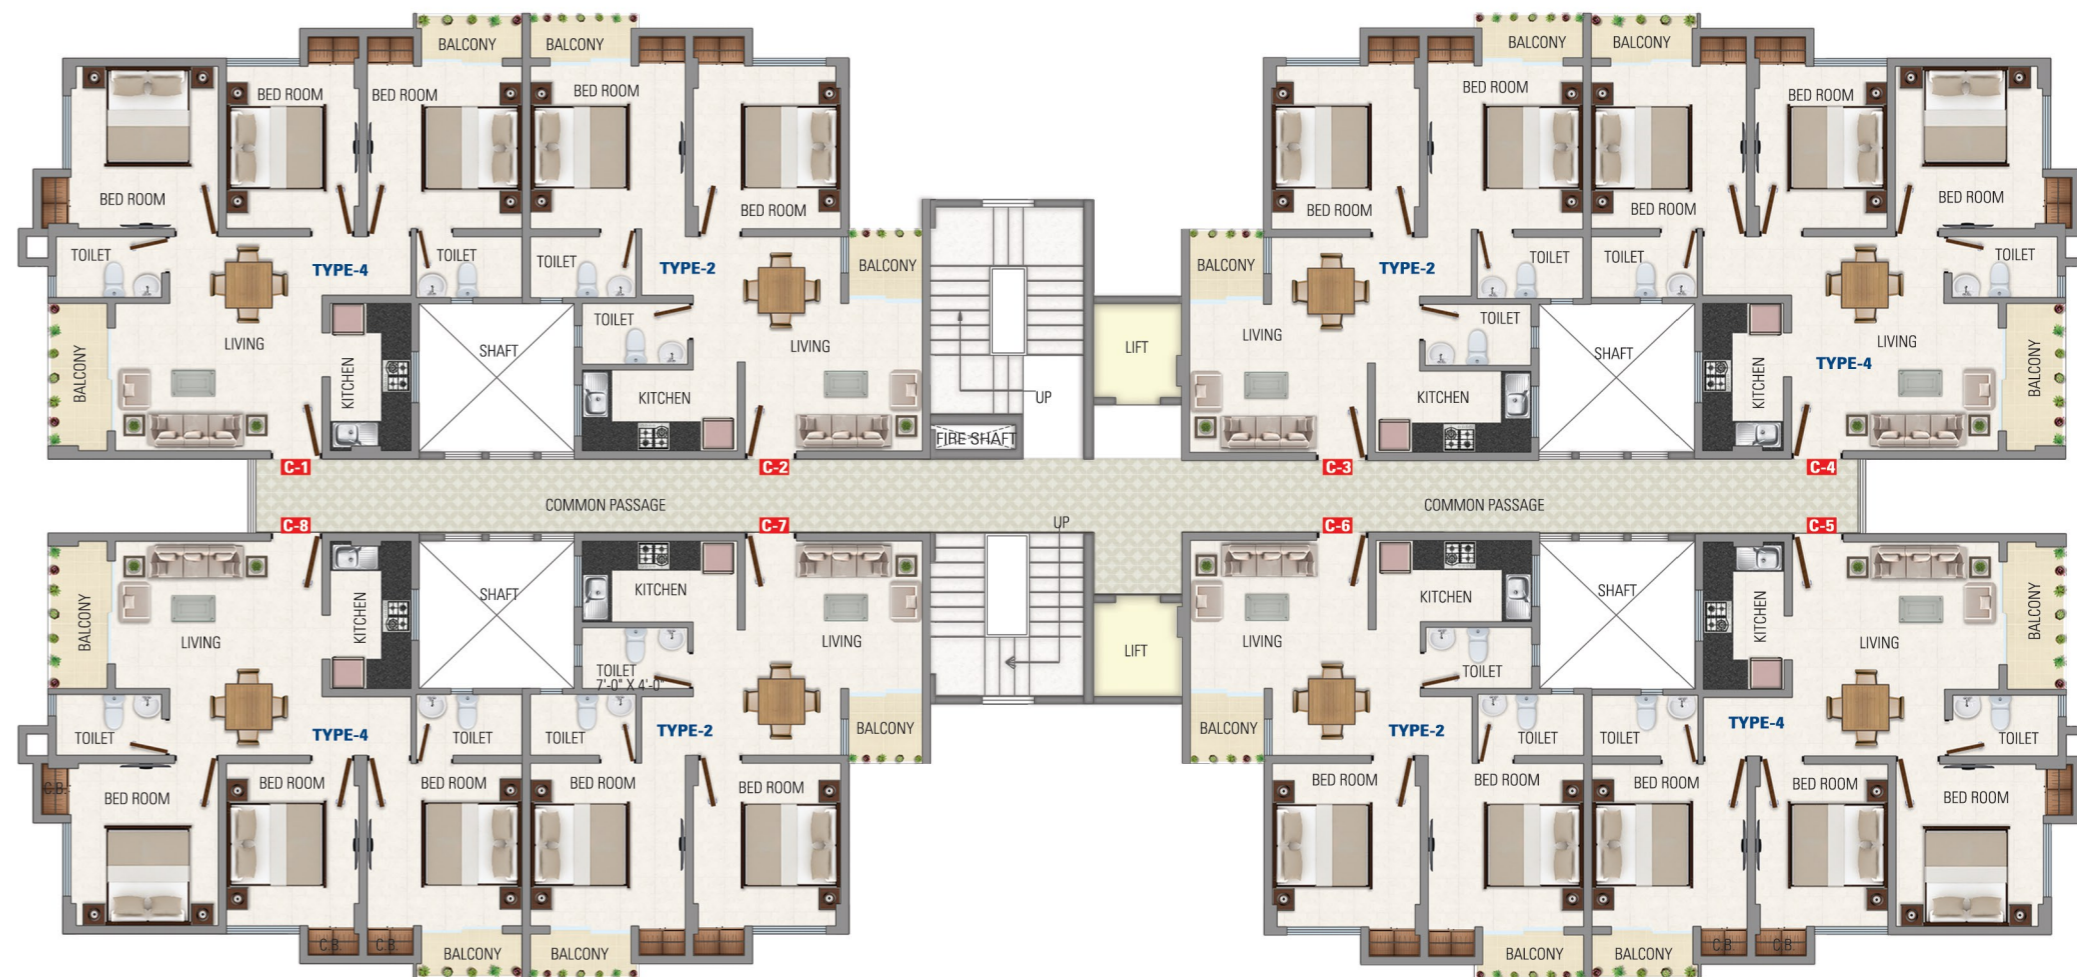 BALCONY
BALCONY
BALCONY
BALCONY
BED ROOM
BED ROOM
BED ROOM
BED ROOM
BED ROOM
BED ROOM
BED ROOM
BED ROOM
BED ROOM
BED ROOM
TOILET
TYPE-4
TOILET
TOILET
TYPE-2
BALCONY
BALCONY
TYPE-2
TOILET
TOILET
TOILET
LIVING
SHAFT
TOILET
LIVING
LIFT
LIVING
TOILET
SHAFT
LIVING
TYPE-4
BALCONY
KITCHEN
KITCHEN
UP
KITCHEN
KITCHEN
BALCONY
FIRE SHAFT
C-1
C-2
C-3
C-4
COMMON PASSAGE
COMMON PASSAGE
C-8
C-7
UP
C-6
C-5
BALCONY
KITCHEN
SHAFT
KITCHEN
KITCHEN
SHAFT
KITCHEN
BALCONY
LIVING
LIVING
LIFT
LIVING
LIVING
TOILET
7'-0" X 4'-0"
TOILET
TOILET
TYPE-4
TOILET
TOILET
TYPE-2
BALCONY
BALCONY
TYPE-2
TOILET
TOILET
TYPE-4
TOILET
C.B.
BED ROOM
BED ROOM
BED ROOM
BED ROOM
BED ROOM
BED ROOM
BED ROOM
BED ROOM
BED ROOM
BED ROOM
C.B.
C.B.
C.B.
C.B.
BALCONY
BALCONY
BALCONY
BALCONY